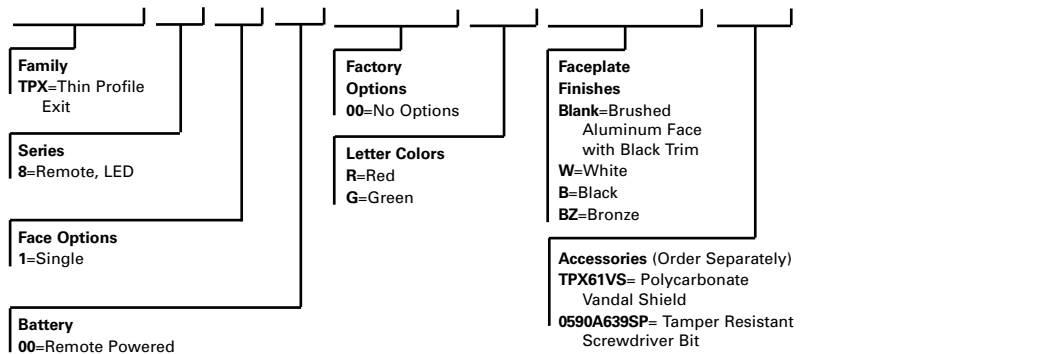 Family
TPX=Thin Profile
Exit
Series
8=Remote, LED
Face Options
1=Single
Battery
00=Remote Powered
Factory
Options
00=No Options
Letter Colors
R=Red
G=Green
Faceplate
Finishes
Blank=Brushed
Aluminum Face
with Black Trim
W=White
B=Black
BZ=Bronze
Accessories (Order Separately)
TPX61VS= Polycarbonate
Vandal Shield
0590A639SP= Tamper Resistant
Screwdriver Bit